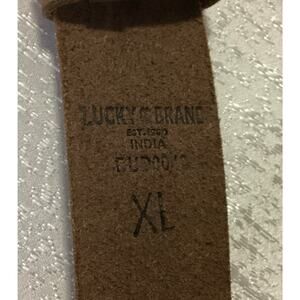 LUCKY BRAND
EST. 1990
INDIA
XL